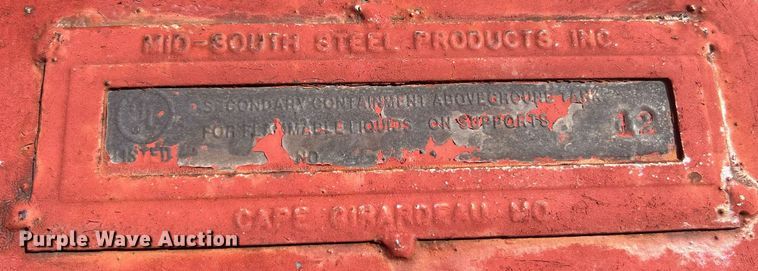 MID-SOUTH STEEL PRODUCTS, INC.
UL SECONDARY CONTAINMENT ABOVEGROUND TANK
FOR FLAMMABLE LIQUIDS ON SUPPORTS 12
LISTED NO.
CAPE GIRARDEAU, MO.
Purple Wave Auction